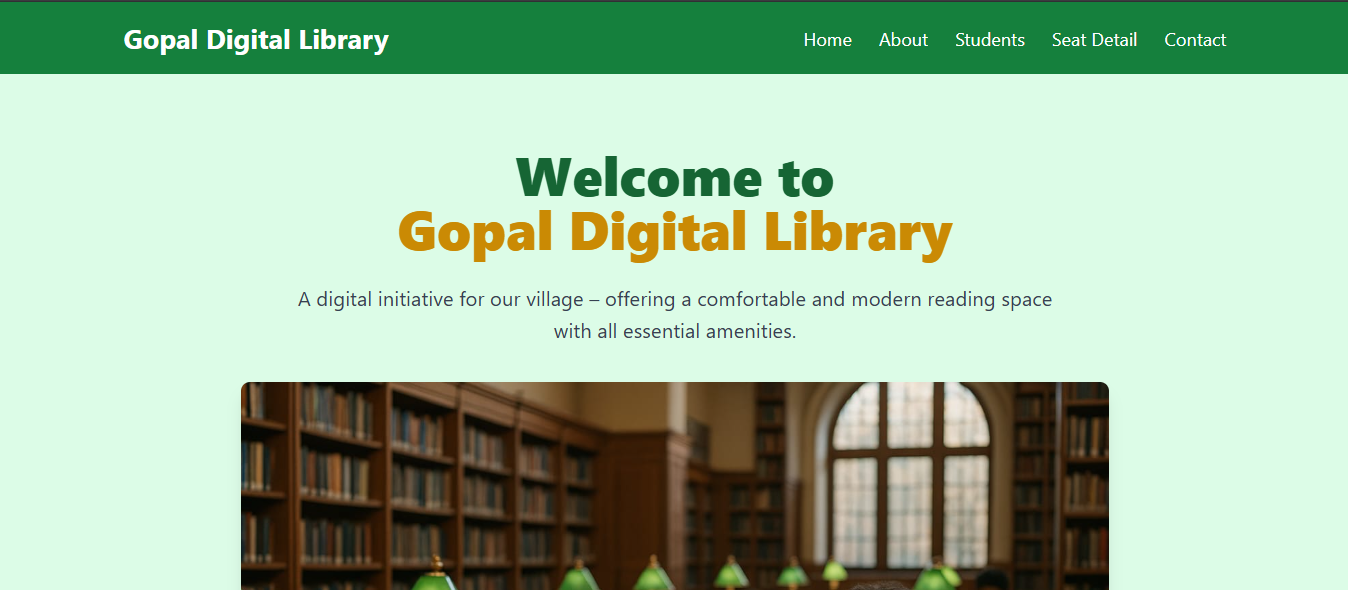 Gopal Digital Library
Home
About
Students
Seat Detail
Contact
Welcome to
Gopal Digital Library
A digital initiative for our village – offering a comfortable and modern reading space
with all essential amenities.